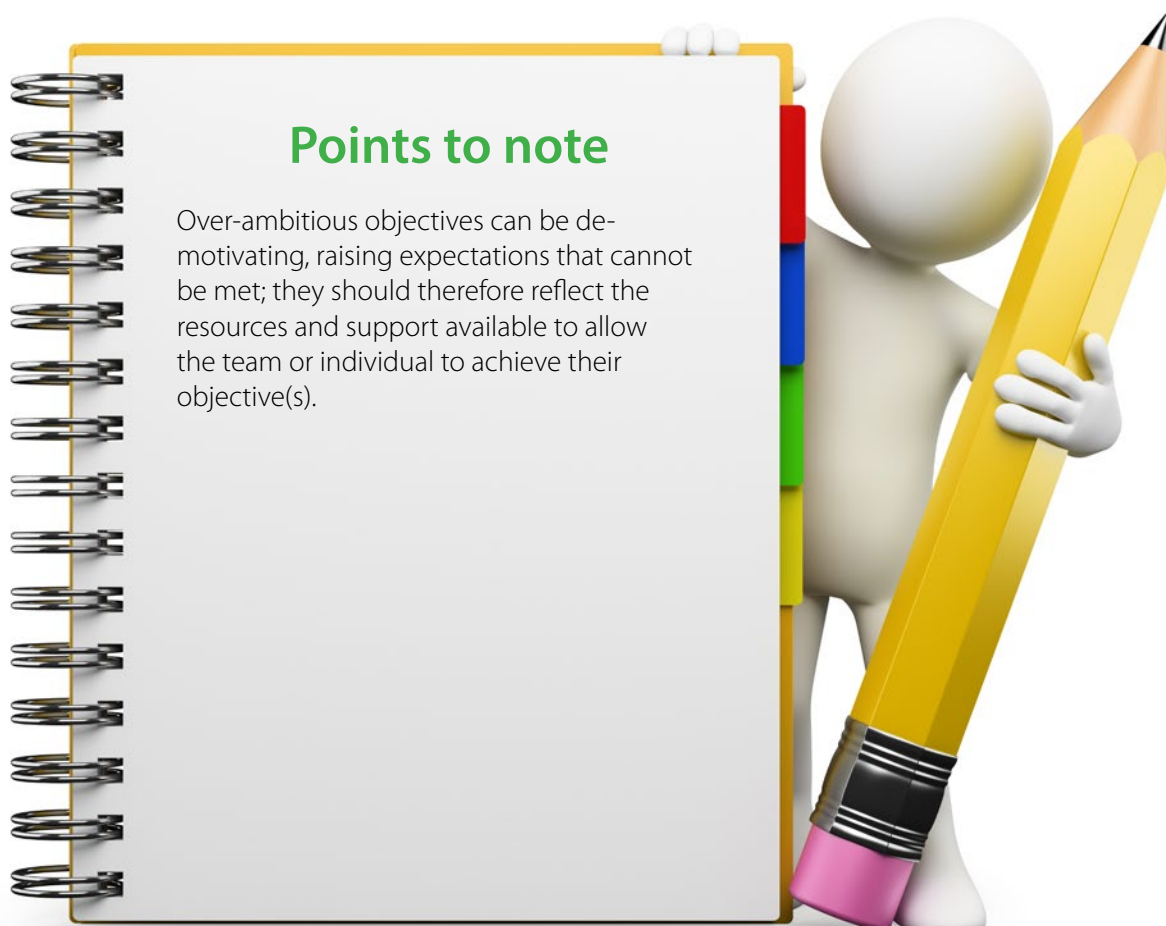 Points to note
Over-ambitious objectives can be de-
motivating, raising expectations that cannot
be met; they should therefore reflect the
resources and support available to allow
the team or individual to achieve their
objective(s).